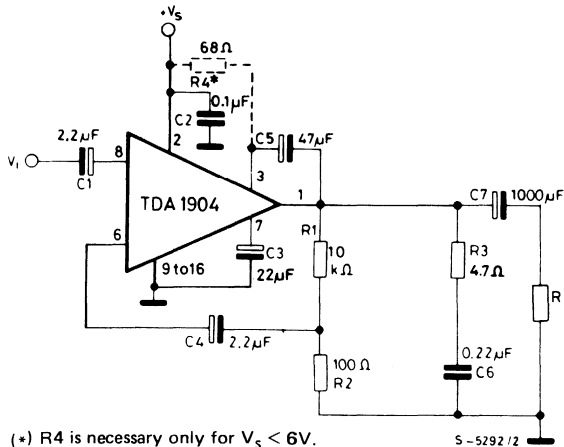 +Vs
68Ω
R4*
0.1µF
C2
2
2,2µF
C5
47µF
VI
8
C1
3
C7
1000µF
TDA 1904
1
R1
6
7
10
kΩ
R3
4.7Ω
C3
9 to 16
22µF
R
C4
2,2µF
100Ω
R2
0.22µF
C6
(*) R4 is necessary only for Vs < 6V.
S-5292/2